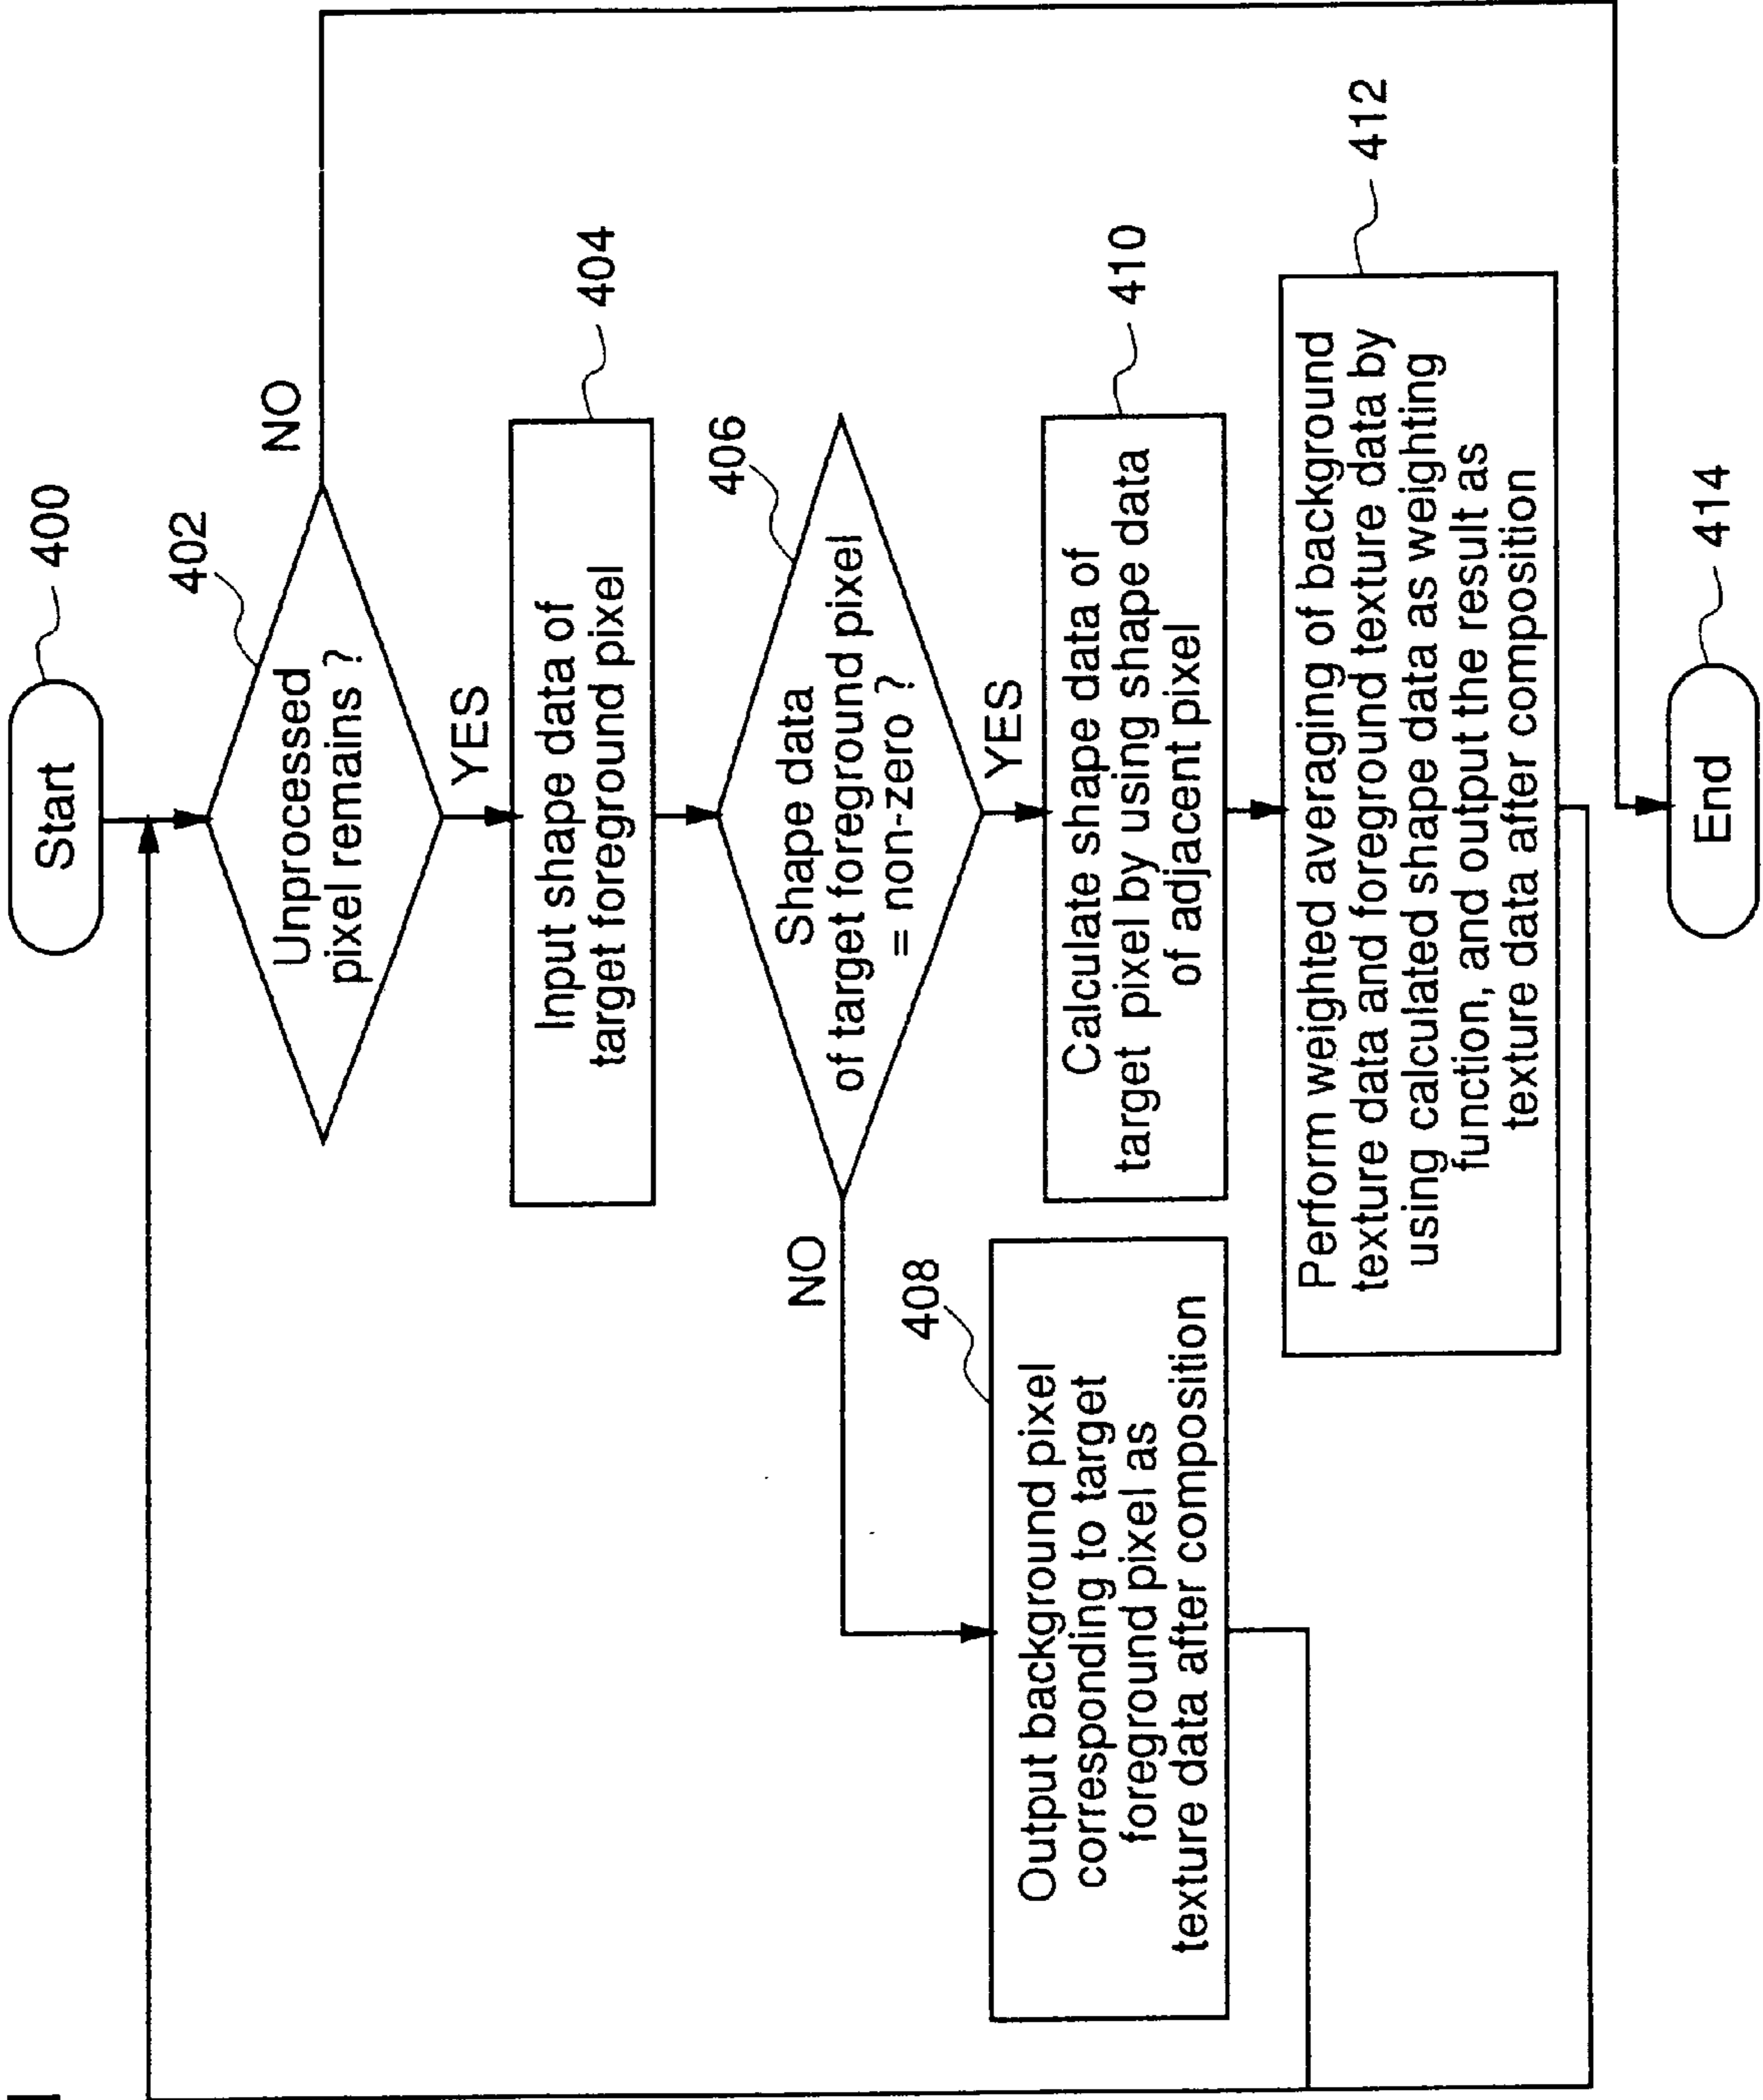 Start
400
402
Unprocessed
pixel remains ?
NO
YES
Input shape data of
target foreground pixel
404
406
Shape data
of target foreground pixel
= non-zero ?
NO
YES
408
Output background pixel
corresponding to target
foreground pixel as
texture data after composition
Calculate shape data of
target pixel by using shape data
of adjacent pixel
410
Perform weighted averaging of background
texture data and foreground texture data by
using calculated shape data as weighting
function, and output the result as
texture data after composition
412
End
414